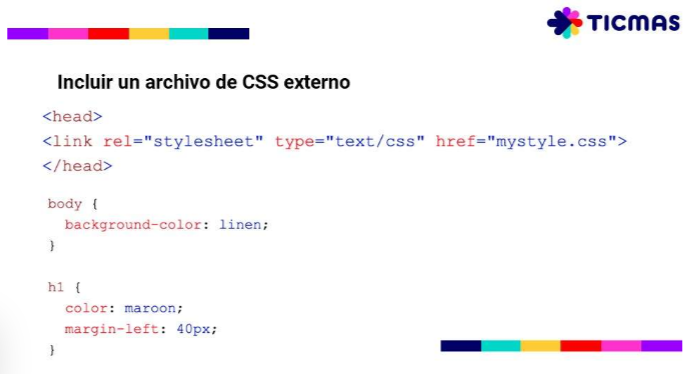 TICMAS
Incluir un archivo de CSS externo
<head>
<link rel="stylesheet" type="text/css" href="mystyle.css">
</head>
body {
  background-color: linen;
}
h1 {
  color: maroon;
  margin-left: 40px;
}